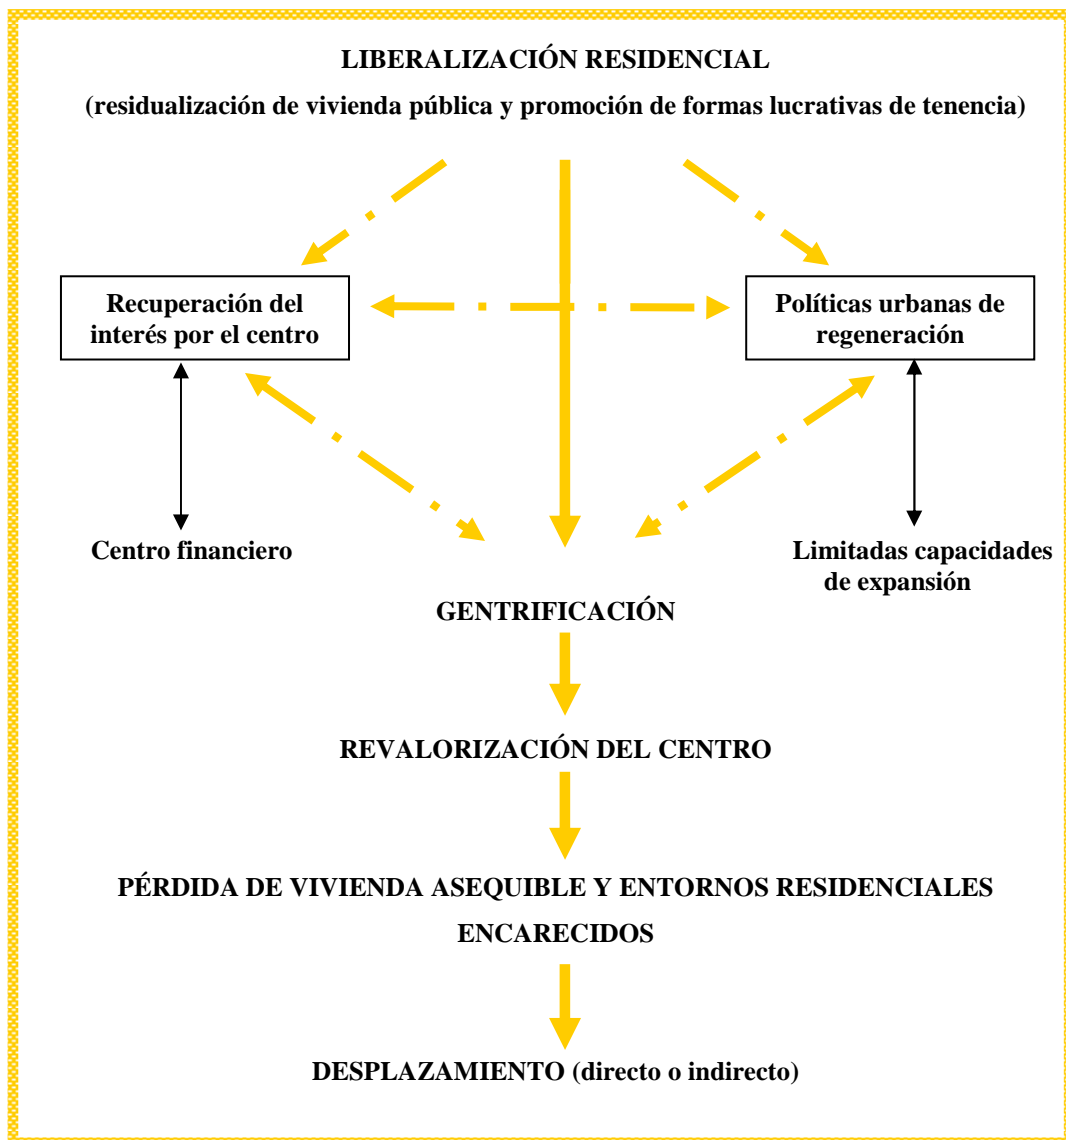 LIBERALIZACIÓN RESIDENCIAL
(residualización de vivienda pública y promoción de formas lucrativas de tenencia)
Recuperación del
interés por el centro
Políticas urbanas de
regeneración
Centro financiero
Limitadas capacidades
de expansión
GENTRIFICACIÓN
REVALORIZACIÓN DEL CENTRO
PÉRDIDA DE VIVIENDA ASEQUIBLE Y ENTORNOS RESIDENCIALES
ENCARECIDOS
DESPLAZAMIENTO (directo o indirecto)